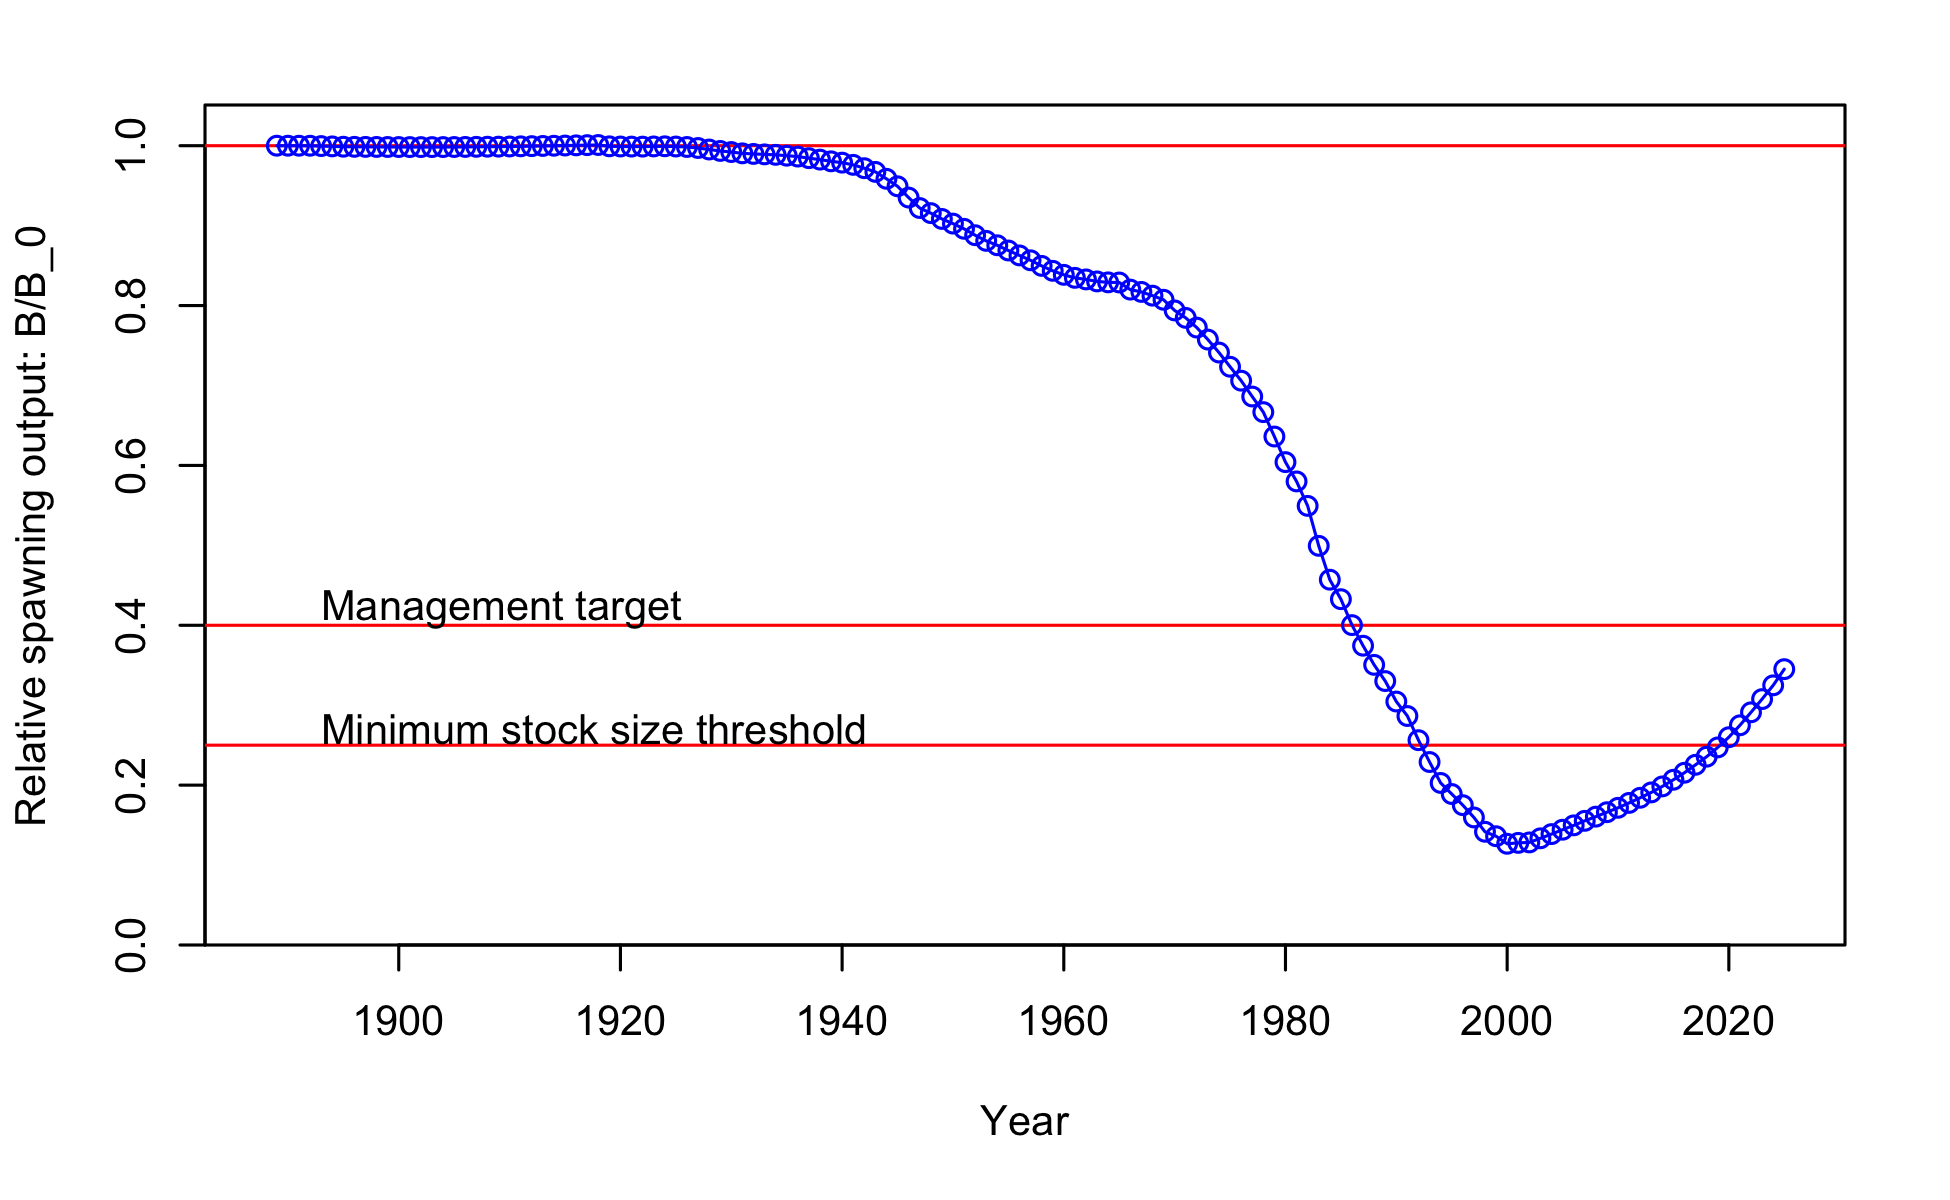 Relative spawning output: B/B_0
1.0
0.8
0.6
0.4
0.2
0.0
Management target
Minimum stock size threshold
1900 1920 1940 1960 1980 2000 2020
Year